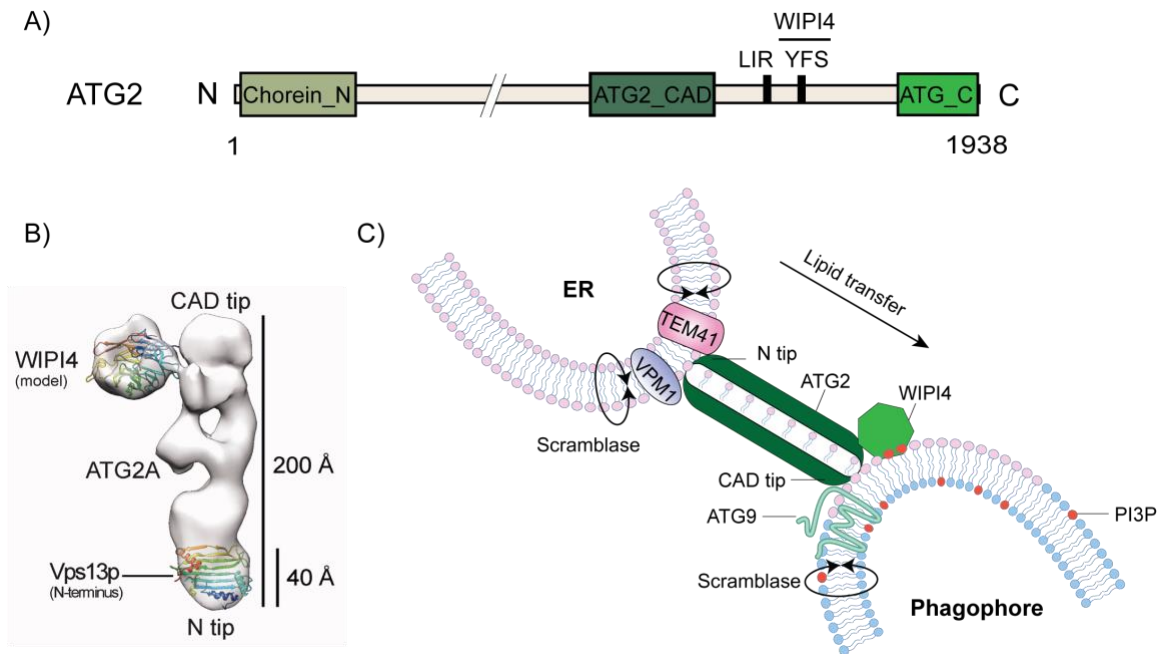 A)
WIPI4
LIR YFS
ATG2 N Chorein_N ATG2_CAD ATG_C C
1 1938
B)
CAD tip
WIPI4
(model)
ATG2A
200 Å
Vps13p
(N-terminus)
40 Å
N tip
C)
ER
Lipid transfer
TEM41
N tip
VPM1
ATG2
WIPI4
Scramblase
CAD tip
ATG9
PI3P
Scramblase
Phagophore